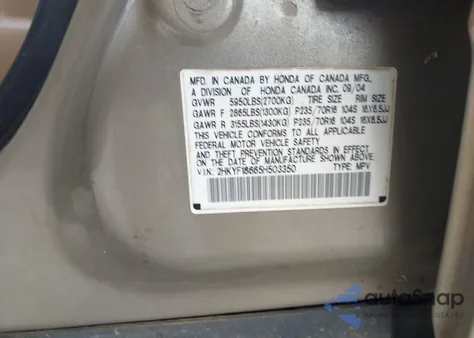 MFD. IN CANADA BY HONDA OF CANADA MFG.,
A DIVISION OF HONDA CANADA INC. 09/04
GVWR 5950LBS(2700KG) TIRE SIZE RIM SIZE
GAWR F 2865LBS(1300KG) P235/70R16 104S 16X6.5JJ
GAWR R 3155LBS(1430KG) P235/70R16 104S 16X6.5JJ
THIS VEHICLE CONFORMS TO ALL APPLICABLE
FEDERAL MOTOR VEHICLE SAFETY
AND THEFT PREVENTION STANDARDS IN EFFECT
ON THE DATE OF MANUFACTURE SHOWN ABOVE.
V.I.N: 2HKYF18665H503350 TYPE: MPV
autoSnap